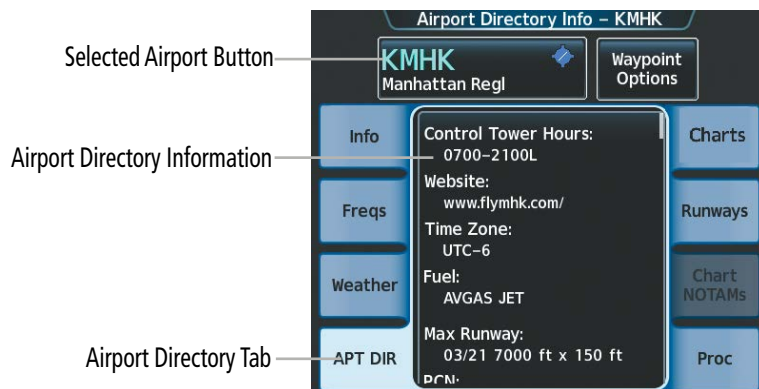 Airport Directory Info – KMHK
Selected Airport Button
KMHK
Manhattan Regl
Waypoint
Options
Airport Directory Information
Airport Directory Tab
Info
Freqs
Weather
APT DIR
Control Tower Hours:
0700–2100L
Website:
www.flymhk.com/
Time Zone:
UTC–6
Fuel:
AVGAS JET
Max Runway:
03/21 7000 ft x 150 ft
PCN:
Charts
Runways
Chart
NOTAMs
Proc